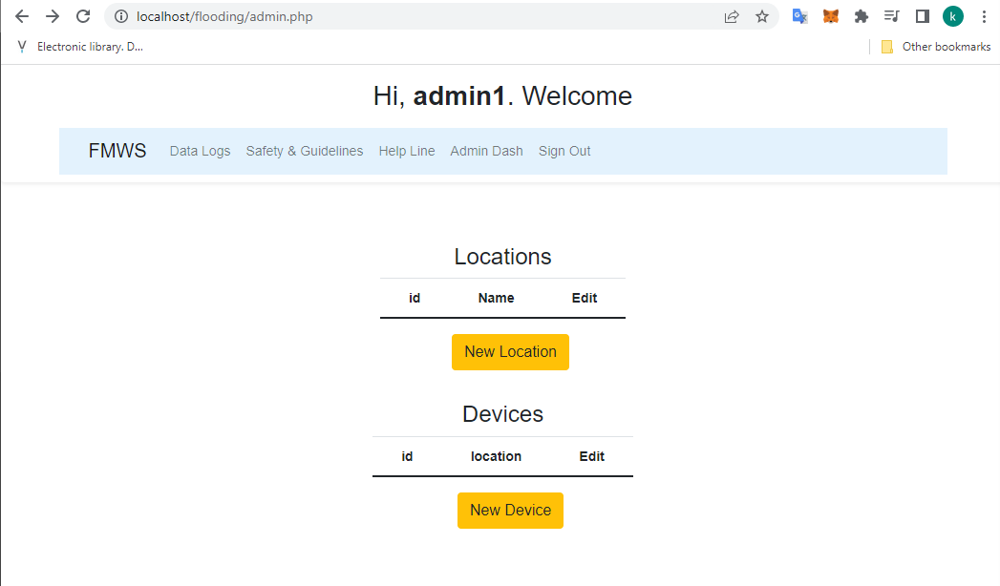 localhost/flooding/admin.php
k
Electronic library. D...
Other bookmarks
Hi, admin1. Welcome
FMWS Data Logs Safety & Guidelines Help Line Admin Dash Sign Out
Locations
id Name Edit
New Location
Devices
id location Edit
New Device